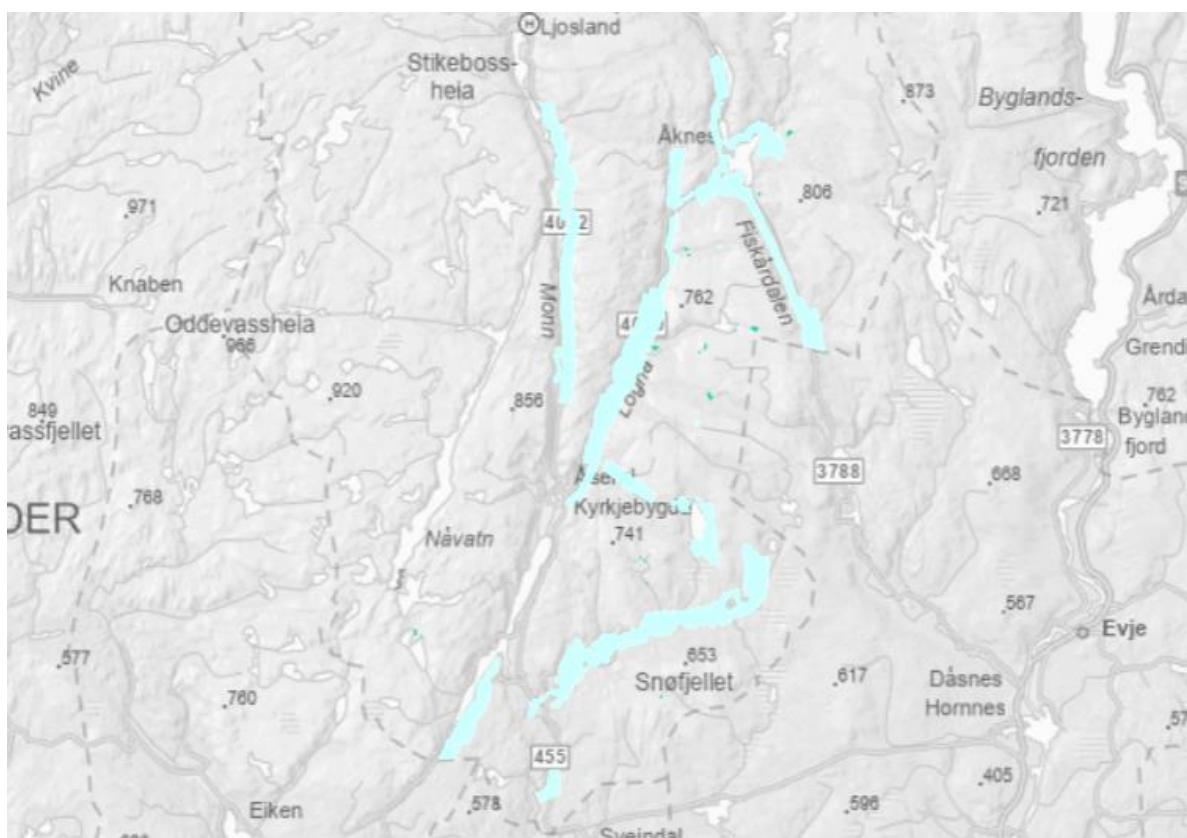 H Ljosland
Stikeboss-
heia
Kvine
873
Byglands-
fjorden
Åknes
971
806
721
Fiskårdalen
Knaben
Monn
762
Årda
Oddevassheia
966
Grendi
920
856
849
assfjellet
762
Bygland
fjord
3778
3788
668
768
DER
Kyrkjebygda
Nåvatn
741
567
Evje
577
653
Snøfjellet
760
617
Dåsnes
Hornnes
57
455
405
Eiken
578
596
Sveindal